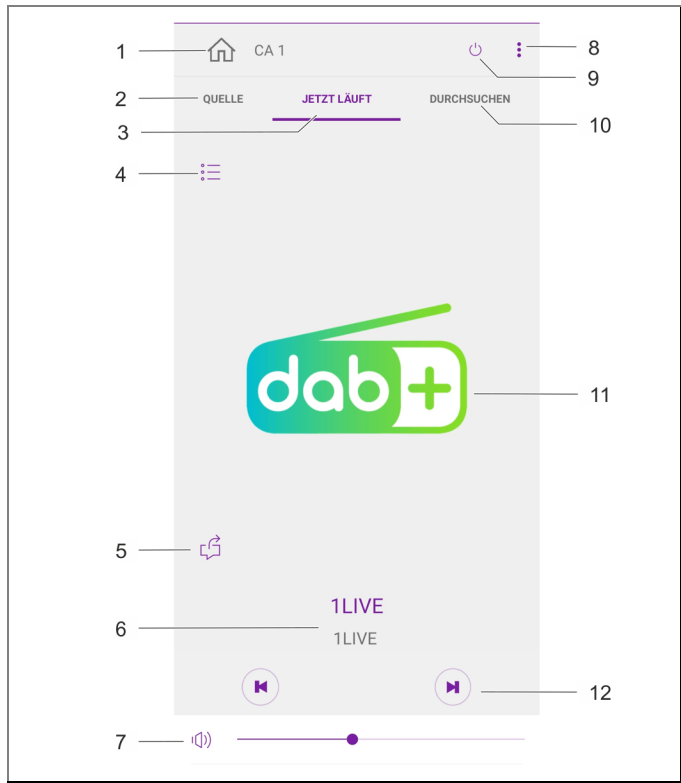 1 CA 1 8
9
2 QUELLE JETZT LÄUFT DURCHSUCHEN
3 10
4
dab+ 11
5
1LIVE
6 1LIVE
12
7